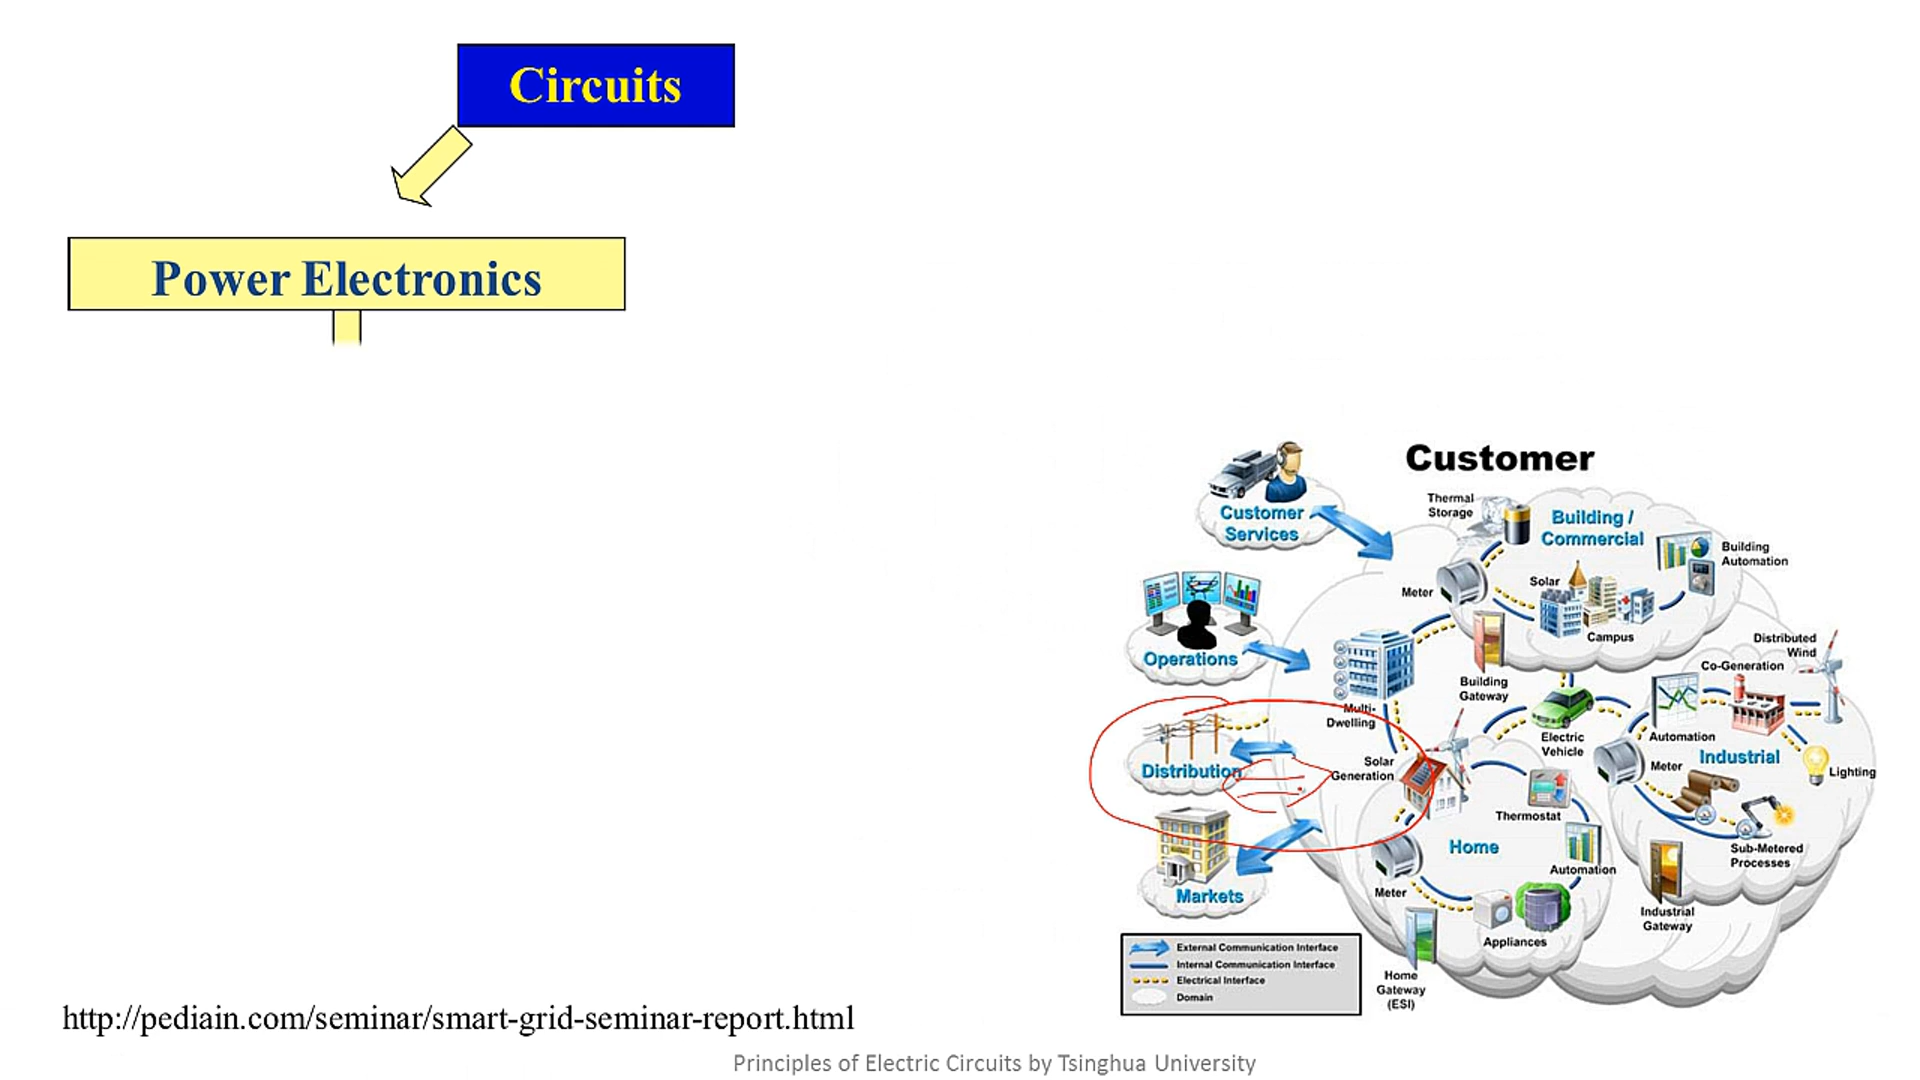 Circuits
Power Electronics
Customer
Customer
Services
Thermal
Storage
Building /
Commercial
Building
Automation
Meter
Solar
Campus
Operations
Building
Gateway
Multi-
Dwelling
Distributed
Wind
Co-Generation
Electric
Vehicle
Automation
Industrial
Meter
Lighting
Distribution
Solar
Generation
Thermostat
Home
Automation
Sub-Metered
Processes
Markets
Meter
Appliances
Industrial
Gateway
Home
Gateway
(ESI)
External Communication Interface
Internal Communication Interface
Electrical Interface
Domain
http://pediain.com/seminar/smart-grid-seminar-report.html
Principles of Electric Circuits by Tsinghua University